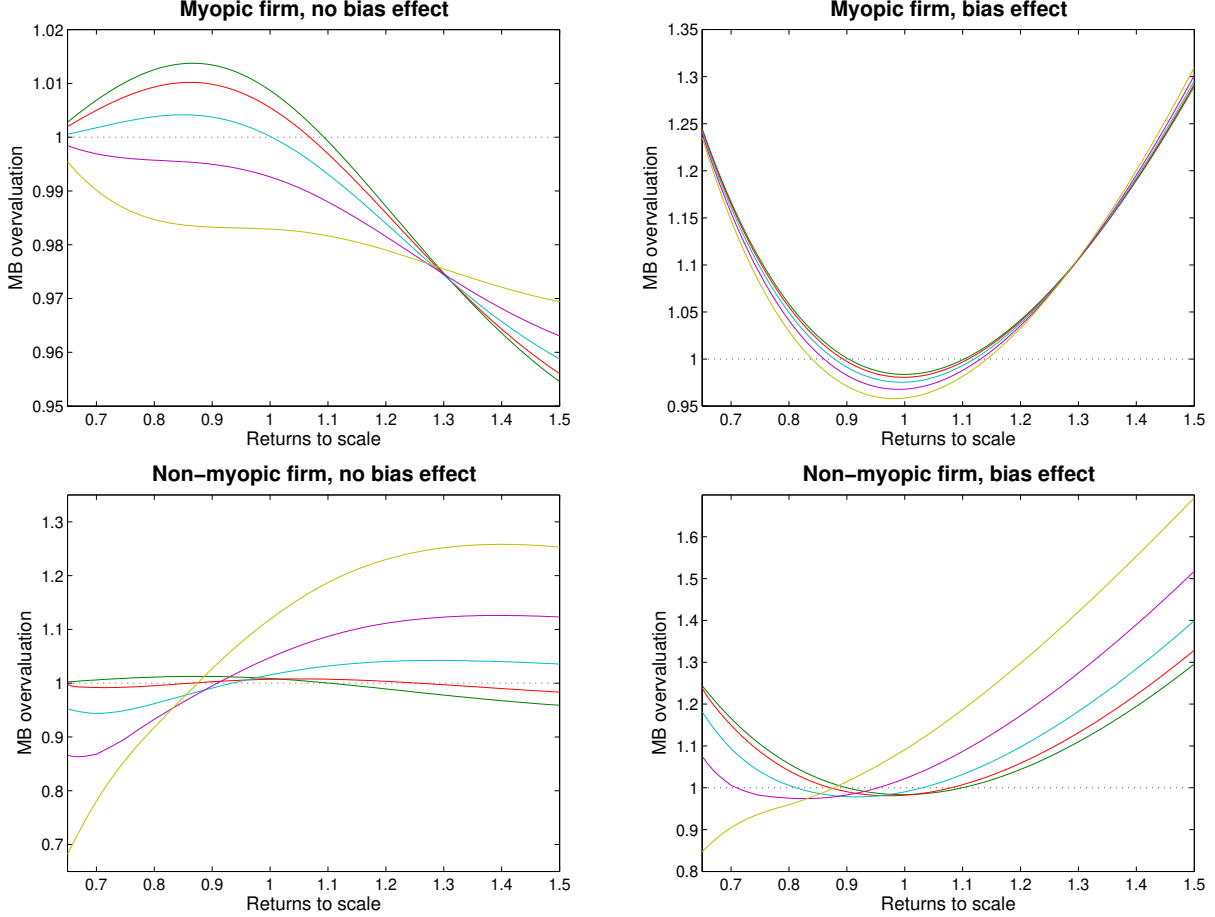 Myopic firm, no bias effect
1.02
1.01
1
0.99
0.98
0.97
0.96
0.95
MB overvaluation
0.7 0.8 0.9 1 1.1 1.2 1.3 1.4 1.5
Returns to scale
Myopic firm, bias effect
1.35
1.3
1.25
1.2
1.15
1.1
1.05
1
0.95
MB overvaluation
0.7 0.8 0.9 1 1.1 1.2 1.3 1.4 1.5
Returns to scale
Non−myopic firm, no bias effect
1.3
1.2
1.1
1
0.9
0.8
0.7
MB overvaluation
0.7 0.8 0.9 1 1.1 1.2 1.3 1.4 1.5
Returns to scale
Non−myopic firm, bias effect
1.6
1.5
1.4
1.3
1.2
1.1
1
0.9
0.8
MB overvaluation
0.7 0.8 0.9 1 1.1 1.2 1.3 1.4 1.5
Returns to scale